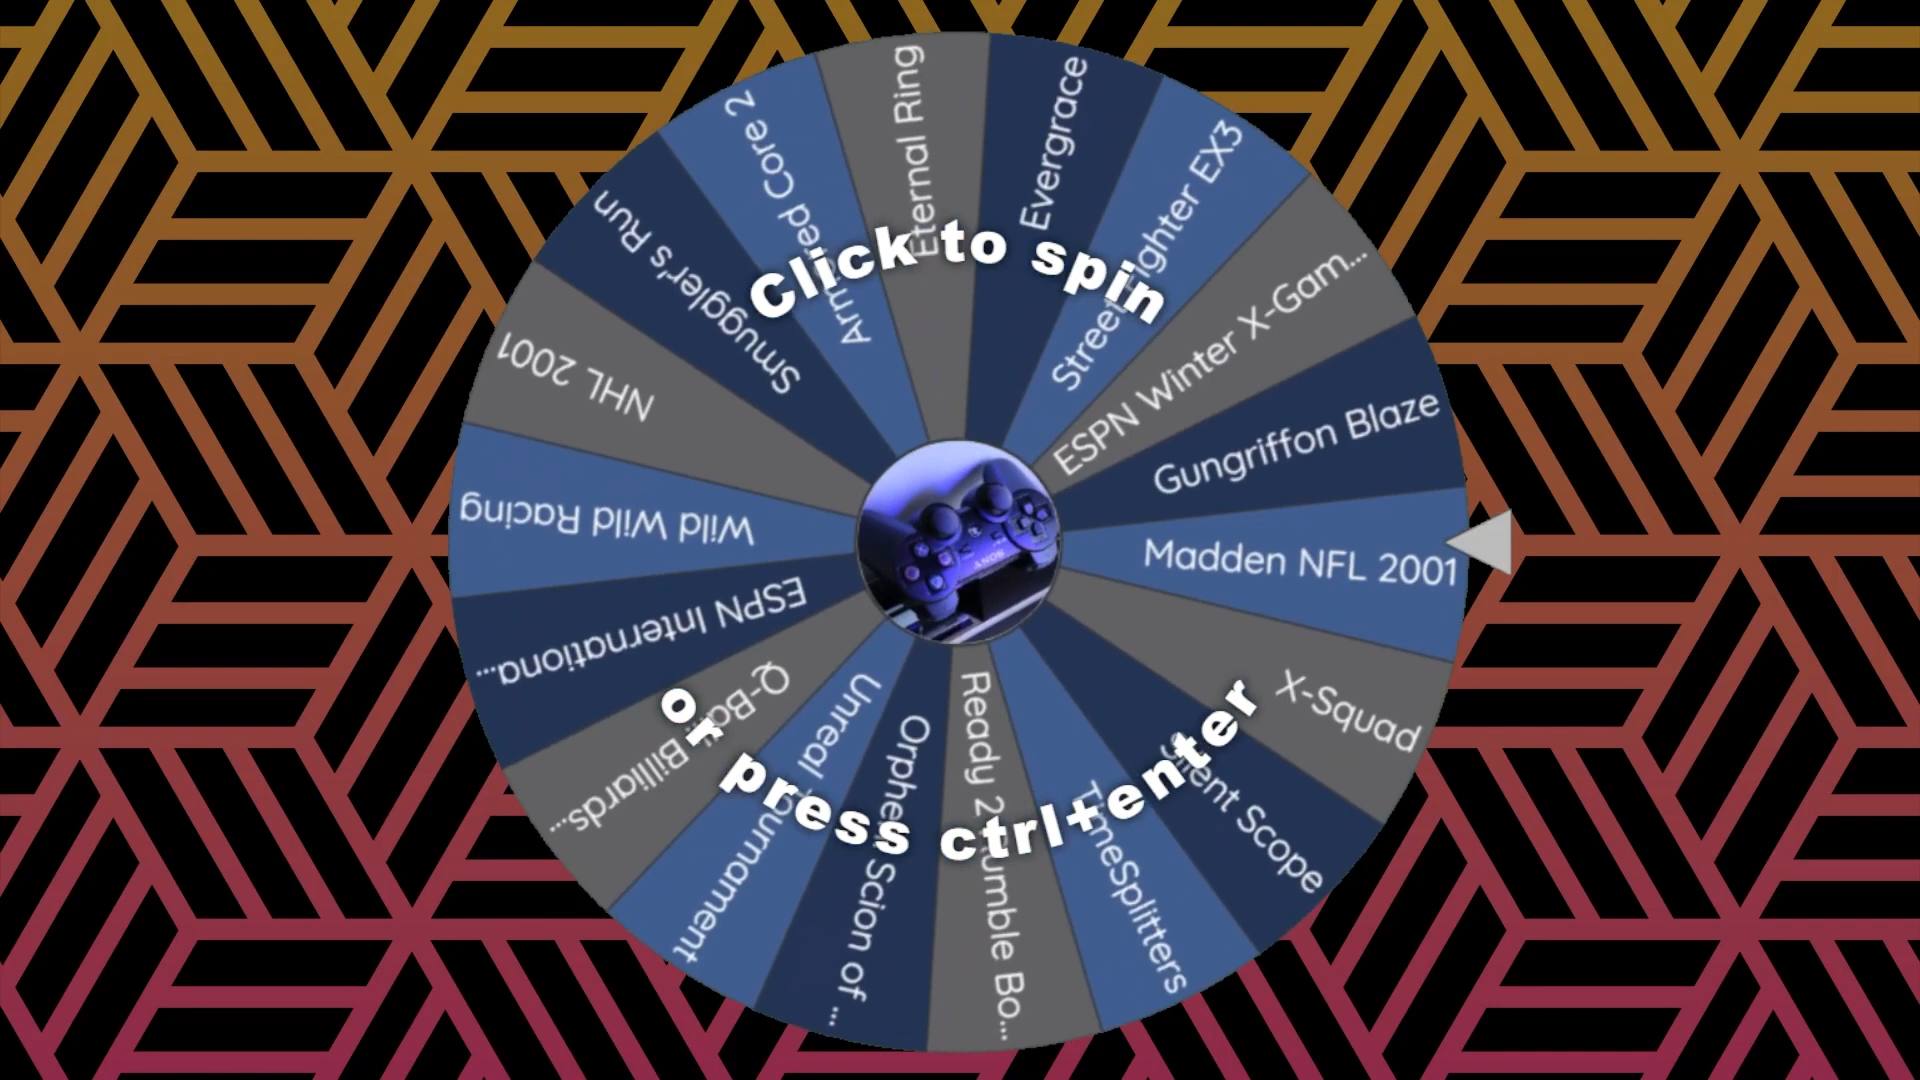 Click to spin
or press ctrl+enter
Eternal Ring
Evergrace
Street Fighter EX3
ESPN Winter X-Gam...
Gungriffon Blaze
Madden NFL 2001
X-Squad
Silent Scope
TimeSplitters
Ready 2 Rumble Bo...
Orphen: Scion of ...
Unreal Tournament
Q-Ball Billiards...
ESPN Internationa...
Wild Wild Racing
NHL 2001
Smuggler's Run
Armored Core 2
SONY